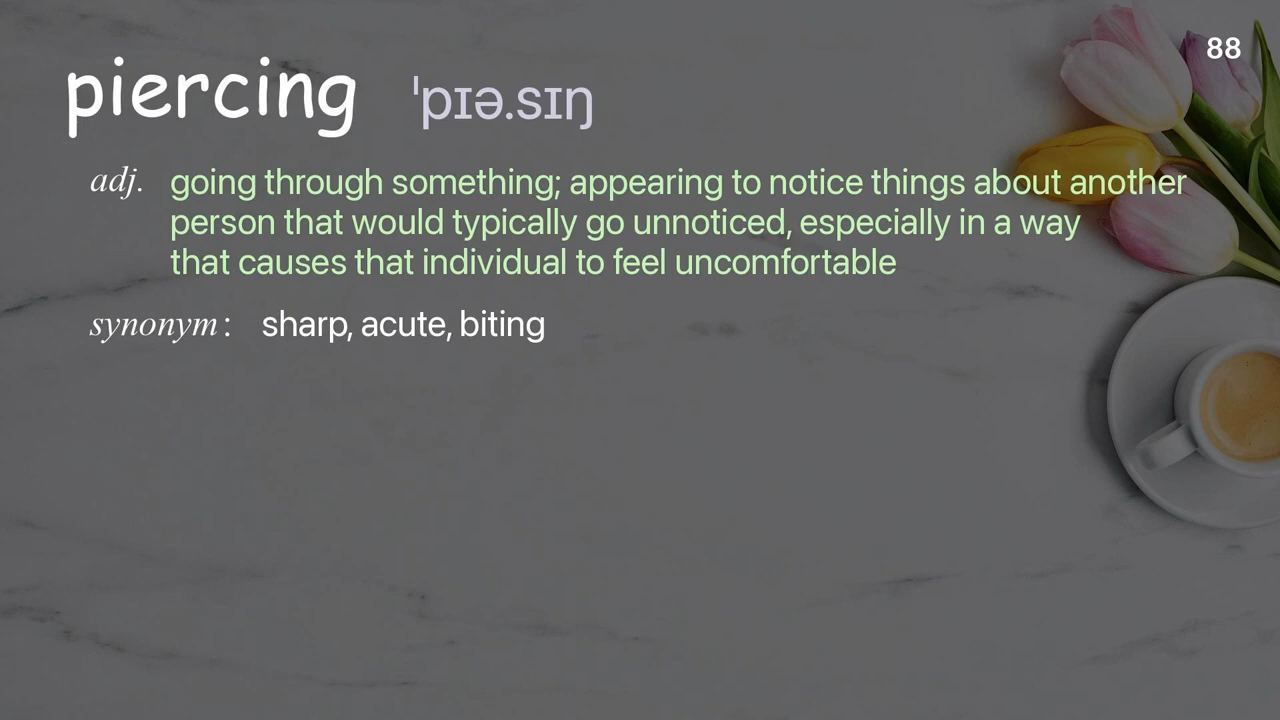 88
piercing ˈpɪə.sɪŋ
adj. going through something; appearing to notice things about another
person that would typically go unnoticed, especially in a way
that causes that individual to feel uncomfortable
synonym: sharp, acute, biting